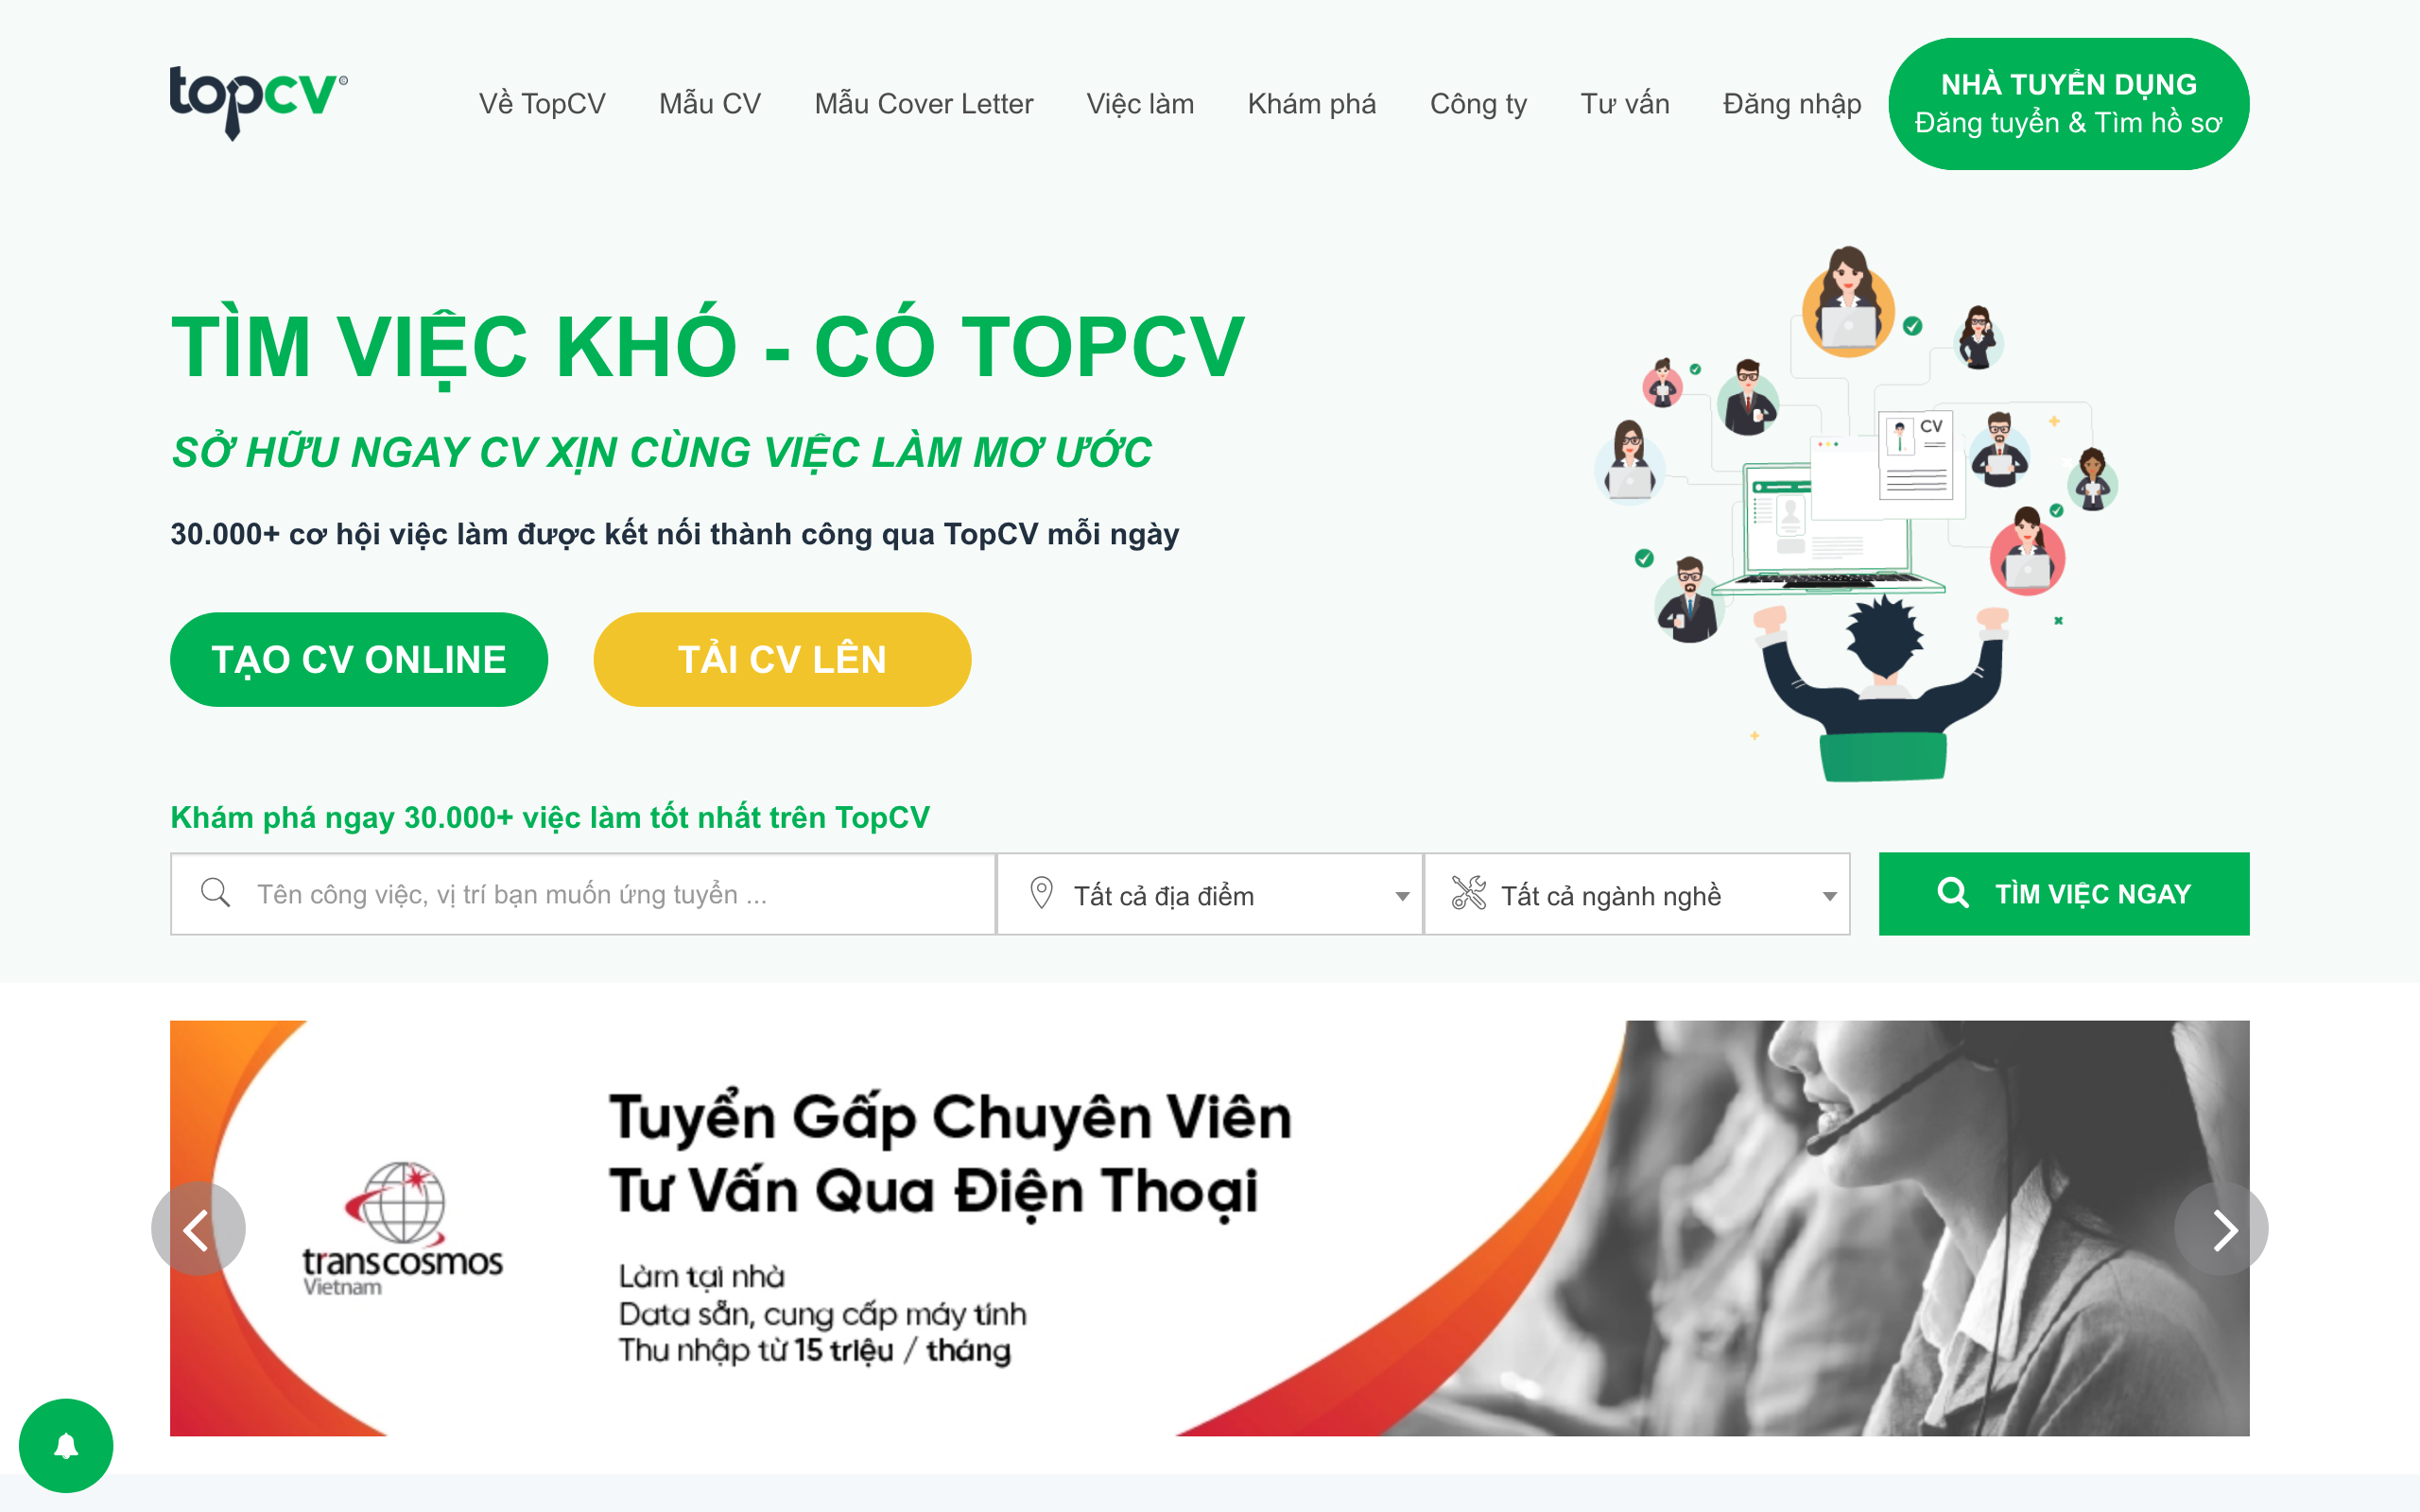 topcv
Về TopCV
Mẫu CV
Mẫu Cover Letter
Việc làm
Khám phá
Công ty
Tư vấn
Đăng nhập
NHÀ TUYỂN DỤNG
Đăng tuyển & Tìm hồ sơ
TÌM VIỆC KHÓ - CÓ TOPCV
SỞ HỮU NGAY CV XỊN CÙNG VIỆC LÀM MƠ ƯỚC
30.000+ cơ hội việc làm được kết nối thành công qua TopCV mỗi ngày
CV
TẠO CV ONLINE
TẢI CV LÊN
Khám phá ngay 30.000+ việc làm tốt nhất trên TopCV
Tên công việc, vị trí bạn muốn ứng tuyển ...
Tất cả địa điểm
Tất cả ngành nghề
TÌM VIỆC NGAY
Tuyển Gấp Chuyên Viên
Tư Vấn Qua Điện Thoại
transcosmos
Vietnam
Làm tại nhà
Data sẵn, cung cấp máy tính
Thu nhập từ 15 triệu / tháng